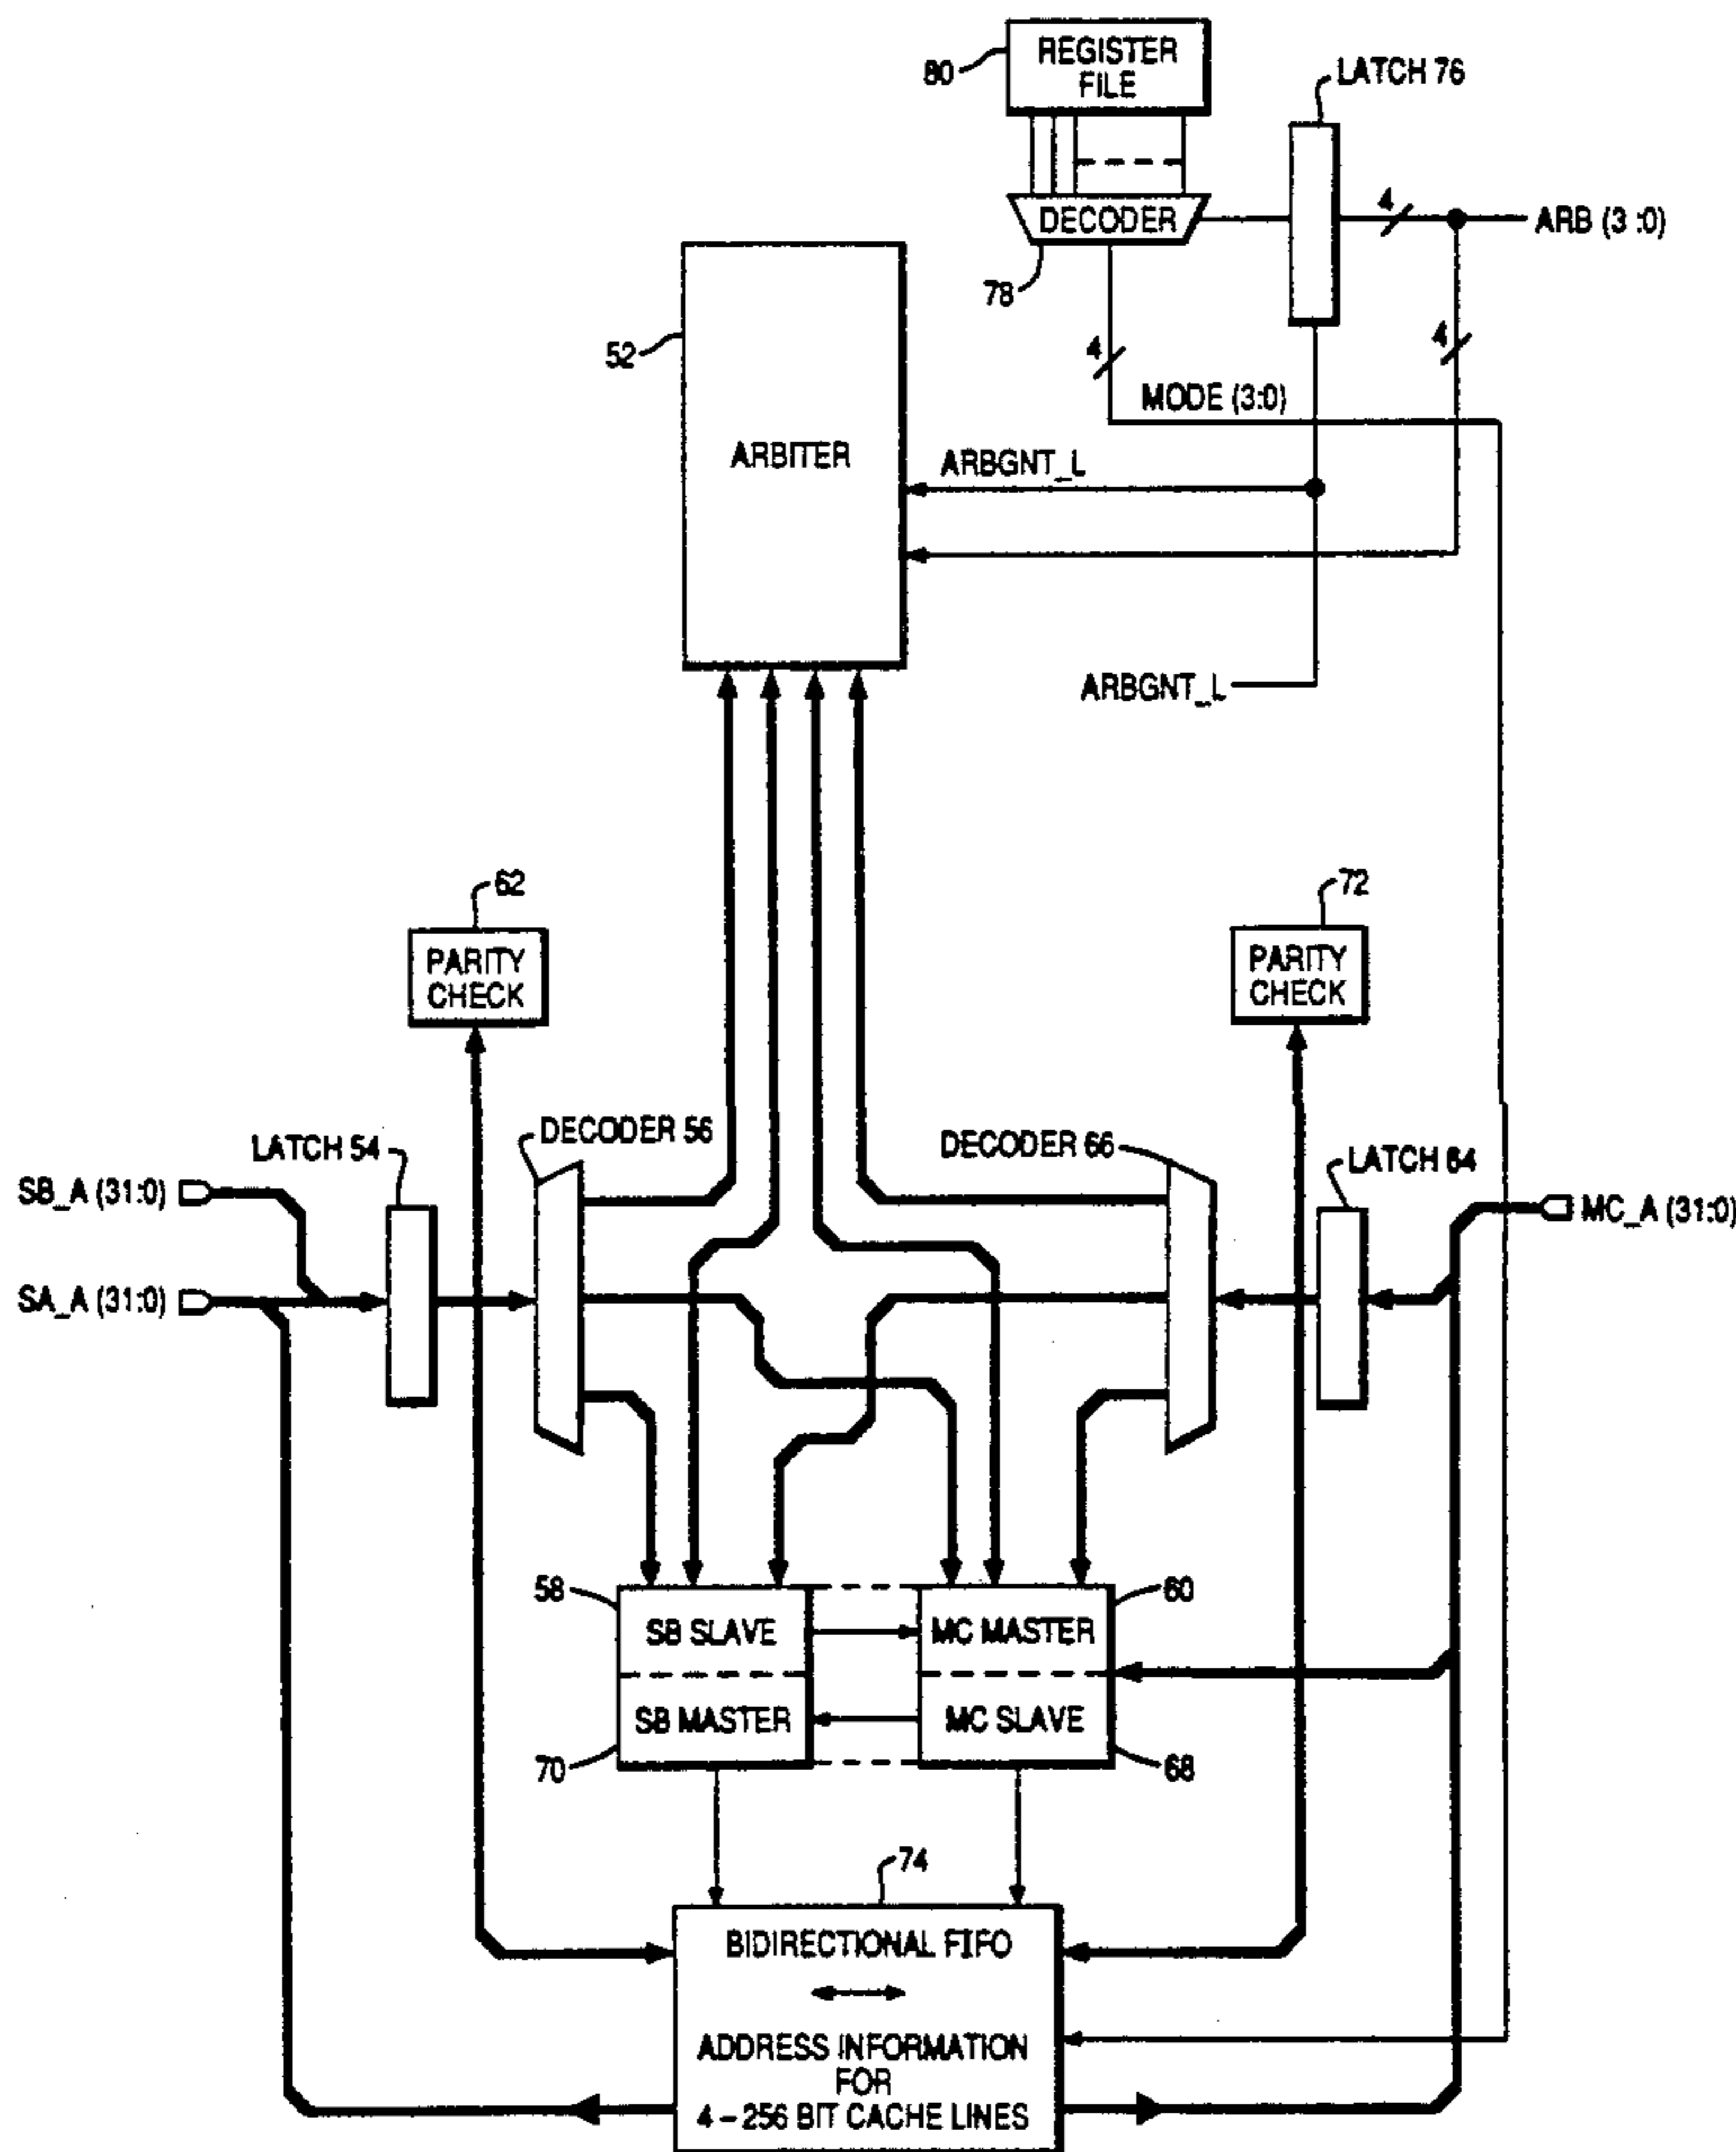 80
REGISTER
FILE
LATCH 76
4
DECODER
ARB (3 :0)
78
52
4
4
MODE (3:0)
ARBITER
ARBGNT_L
ARBGNT_L
62
72
PARITY
CHECK
PARITY
CHECK
DECODER 56
LATCH 54
DECODER 66
LATCH 64
SB_A (31:0)
MC_A (31:0)
SA_A (31:0)
58
SB SLAVE
MC MASTER
60
SB MASTER
MC SLAVE
70
68
74
BIDIRECTIONAL FIFO
ADDRESS INFORMATION
FOR
4 – 256 BIT CACHE LINES